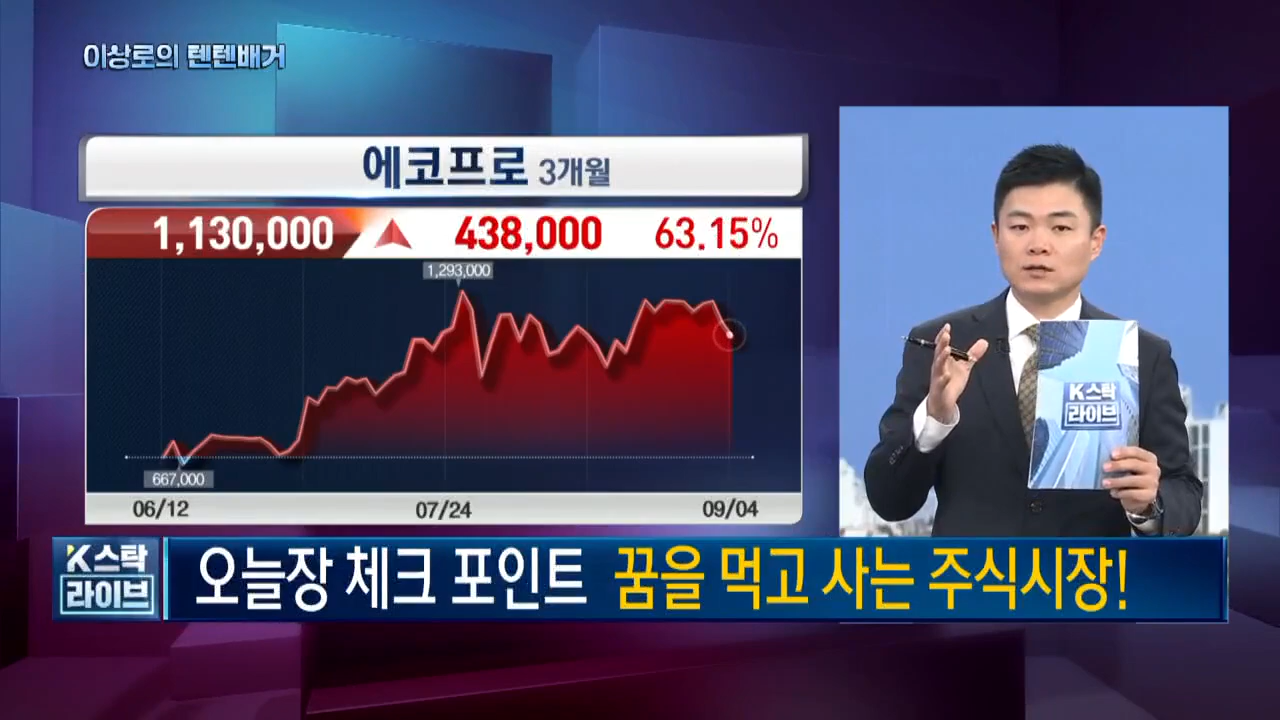 이상로의 텐텐배거
에코프로 3개월
1,130,000 438,000 63.15%
1,293,000
667,000
06/12 07/24 09/04
K스탁
라이브
K스탁
라이브
오늘장 체크 포인트 꿈을 먹고 사는 주식시장!